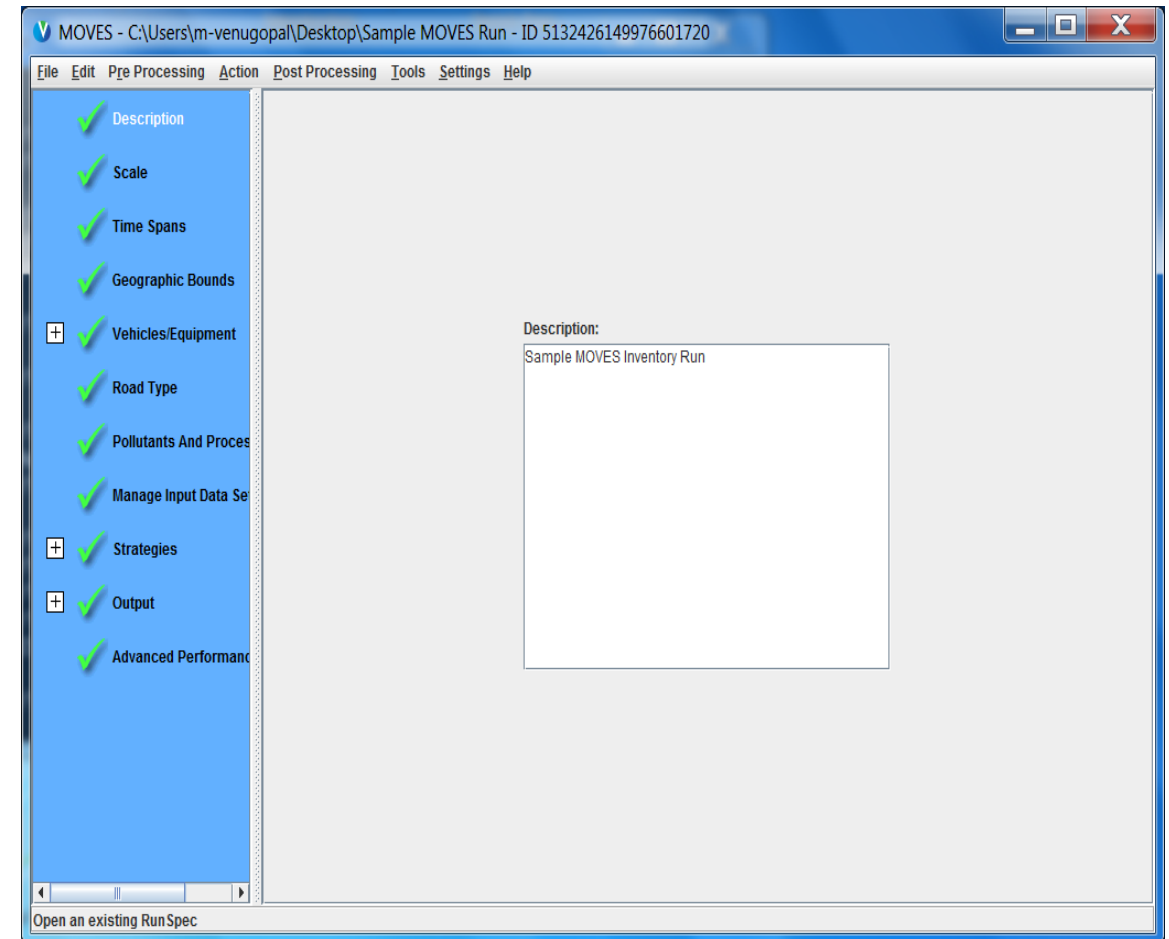 MOVES - C:\Users\m-venugopal\Desktop\Sample MOVES Run - ID 5132426149976601720
File Edit Pre Processing Action Post Processing Tools Settings Help
Description
Scale
Time Spans
Geographic Bounds
Vehicles/Equipment
Road Type
Pollutants And Proces
Manage Input Data Se
Strategies
Output
Advanced Performanc
Description:
Sample MOVES Inventory Run
Open an existing RunSpec